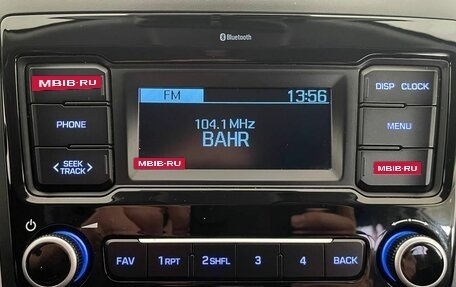 Bluetooth
MBIB-RU
FM
13:56
DISP CLOCK
104.1 MHz
BAHR
PHONE
MENU
SEEK
TRACK
MBIB-RU
MBIB-RU
FAV
1 RPT
2 SHFL
3
4
BACK